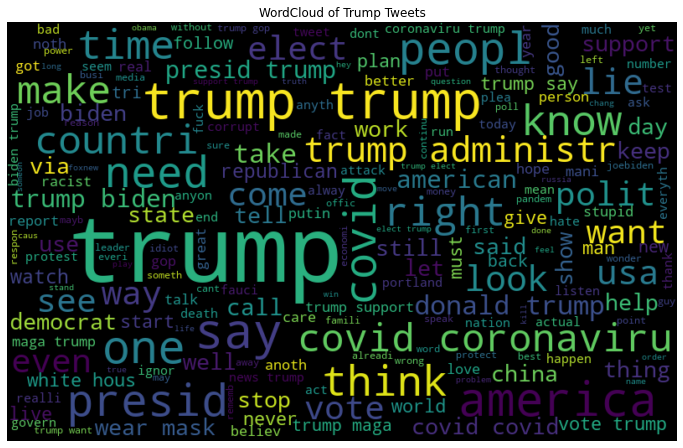 WordCloud of Trump Tweets
bad obama without trump gop tweet dont coronaviru trump much yet
power time elect follow peopl year good support left number
noth busi media seem real presid trump hey plan question lie
got make tri truth better put thought long test
job biden anyth trump say plea person ask chang
trump trump know day
biden trump countri need fuck corrupt made fact work run poll today continu
reason sure take trump administr keep
via foxnew republican attack hope mani joebiden
racist trump biden anyon come alway american trump elect mean pandem polit everyth
report state end putin offic money russia hate stupid
mayb use tell right move give want
respon caus leader great covid still first done man new
protest everi idiot economi elect trump said show feel
watch trump gop cant fauci let must back look usa wonder thank
stand someth play win portland listen guy
see way talk call death care trump support donald trump help
democrat start life famili speak nation kill actual point
maga trump say covid coronaviru
even one true ignor well away alreadi wrong word protect best happen order
may anoth think love china thing
white hous news trump problem name
realli live presid stop act vote world america
govern wear mask never rememb covid covid vote trump
trump want believ trump maga
trump